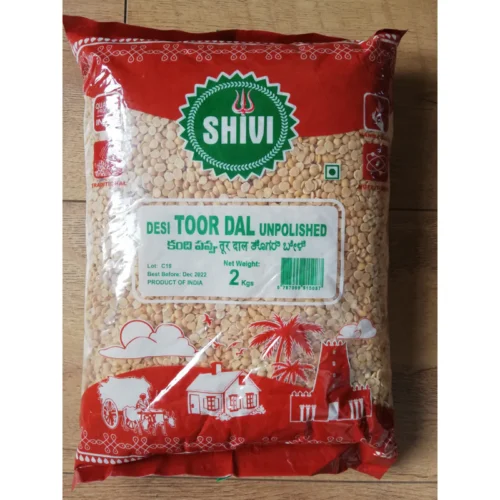 SHIVI
DESI TOOR DAL UNPOLISHED
కంది పప్పు तूर दाल ತೊಗರಿ ಬೇಳೆ
Lot: C10
Best Before: Dec 2022
PRODUCT OF INDIA
Net Weight:
2 Kgs